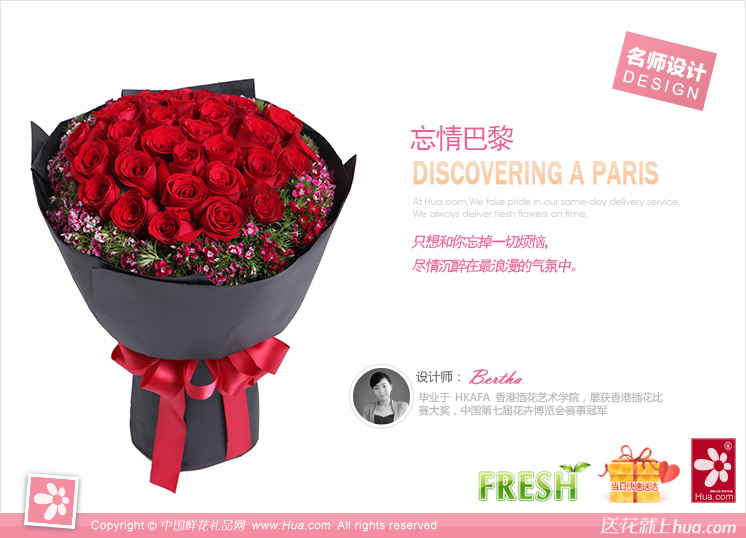 名师设计
DESIGN
忘情巴黎
DISCOVERING A PARIS
At Hua.com,We take pride in our same-day delivery service.
We always deliver fresh flowers on time.
只想和你忘掉一切烦恼,
尽情沉醉在最浪漫的气氛中。
设计师： Bertha
毕业于 HKAFA 香港插花艺术学院，屡获香港插花比
赛大奖，中国第七届花卉博览会赛事冠军
FRESH
当日快速送达
Hua.com
Copyright © 中国鲜花礼品网 www.Hua.com All rights reserved
送花就上hua.com